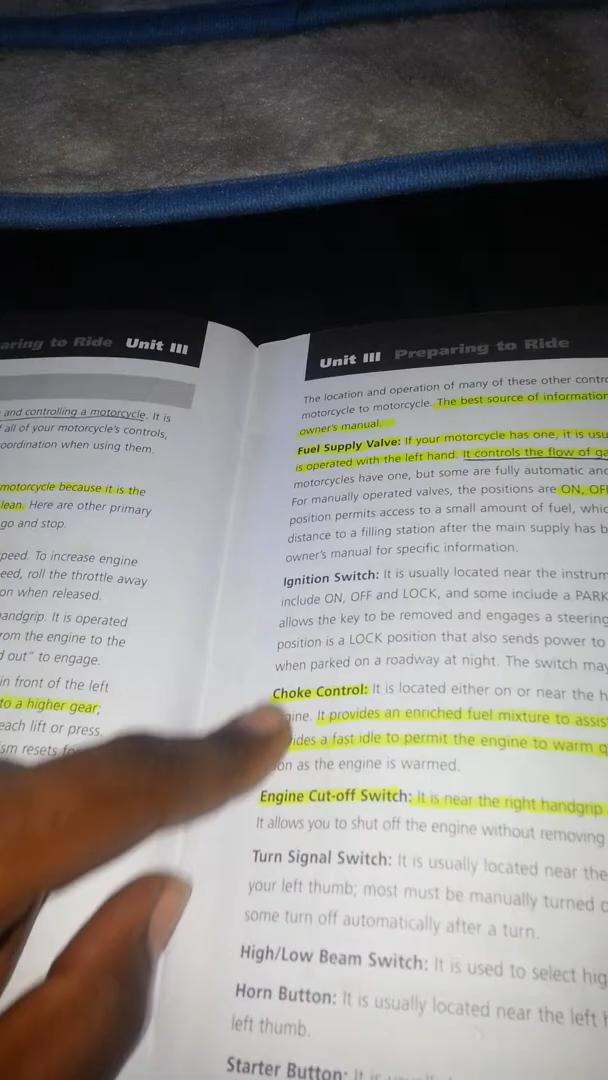 aring to Ride Unit III
and controlling a motorcycle. It is
all of your motorcycle's controls,
oordination when using them.
motorcycle because it is the
lean. Here are other primary
go and stop.
peed. To increase engine
eed, roll the throttle away
on when released.
andgrip. It is operated
rom the engine to the
d out" to engage.
in front of the left
to a higher gear;
each lift or press.
ism resets
Unit III Preparing to Ride
The location and operation of many of these other contro
motorcycle to motorcycle. The best source of information
owner's manual.
Fuel Supply Valve: If your motorcycle has one, it is usu
is operated with the left hand. It controls the flow of ga
motorcycles have one, but some are fully automatic and
For manually operated valves, the positions are ON, OF
position permits access to a small amount of fuel, whic
distance to a filling station after the main supply has b
owner's manual for specific information.
Ignition Switch: It is usually located near the instrum
include ON, OFF and LOCK, and some include a PARK
allows the key to be removed and engages a steering
position is a LOCK position that also sends power to
when parked on a roadway at night. The switch may
Choke Control: It is located either on or near the h
gine. It provides an enriched fuel mixture to assis
ides a fast idle to permit the engine to warm q
on as the engine is warmed.
Engine Cut-off Switch: It is near the right handgrip
It allows you to shut off the engine without removing
Turn Signal Switch: It is usually located near the
your left thumb; most must be manually turned o
some turn off automatically after a turn.
High/Low Beam Switch: It is used to select hig
Horn Button: It is usually located near the left h
left thumb.
Starter Button: It is